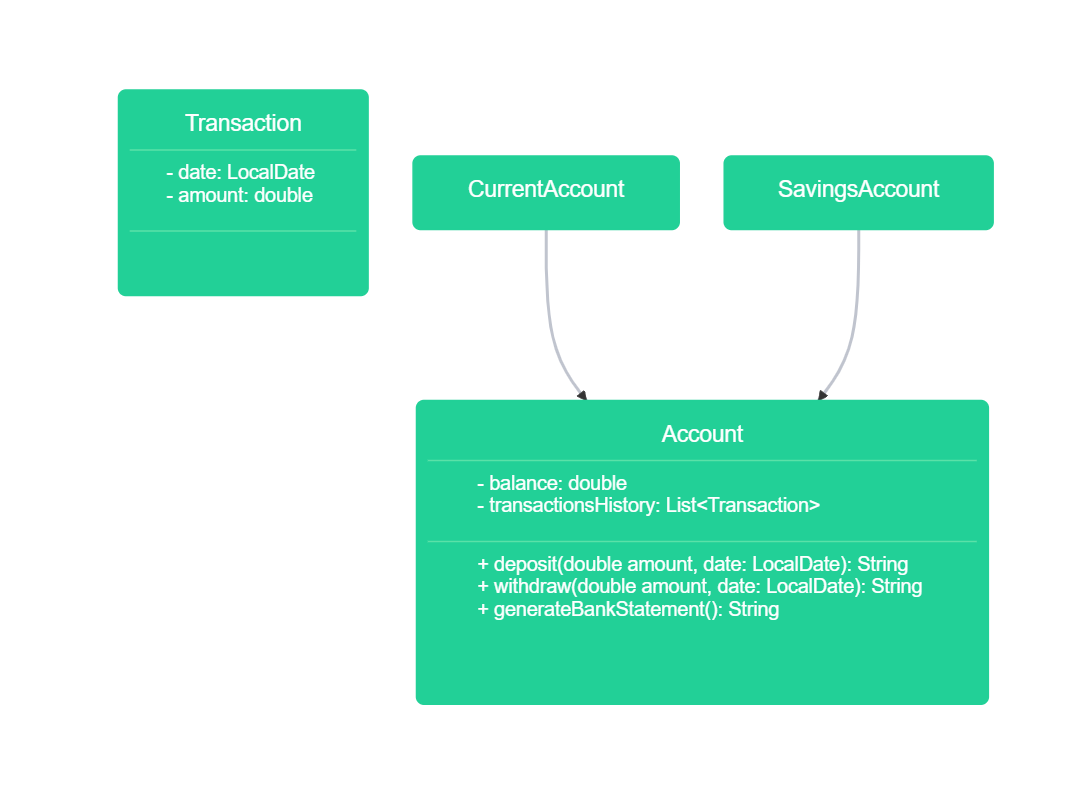 Transaction
- date: LocalDate
- amount: double
CurrentAccount
SavingsAccount
Account
- balance: double
- transactionsHistory: List<Transaction>
+ deposit(double amount, date: LocalDate): String
+ withdraw(double amount, date: LocalDate): String
+ generateBankStatement(): String